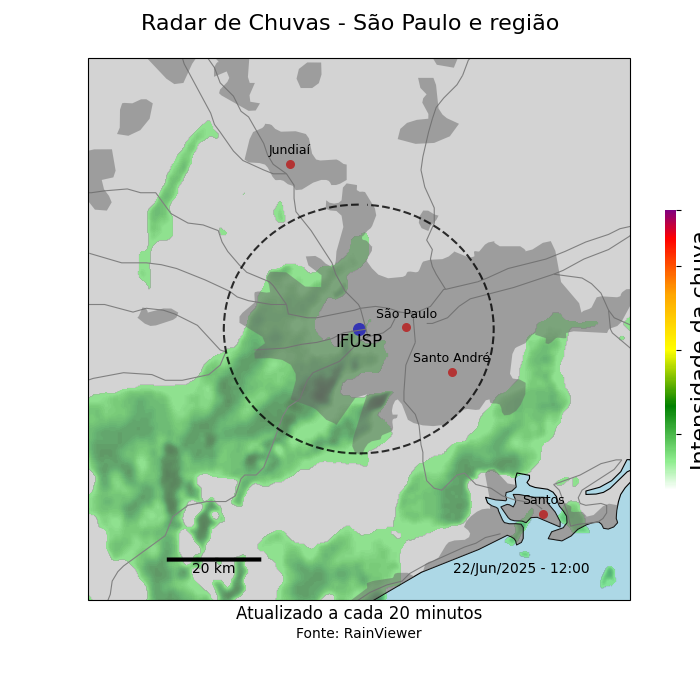 Radar de Chuvas - São Paulo e região
Jundiaí
São Paulo
IFUSP
Santo André
Santos
20 km
22/Jun/2025 - 12:00
Intensidade da chuva
Atualizado a cada 20 minutos
Fonte: RainViewer